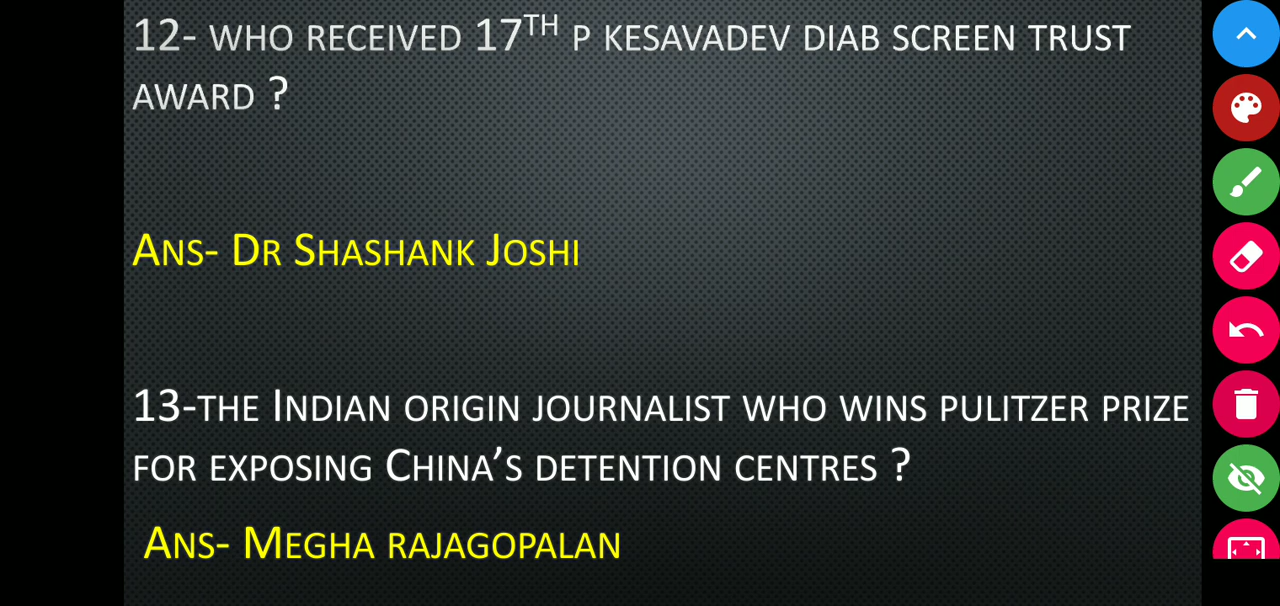 12- WHO RECEIVED 17TH P KESAVADEV DIAB SCREEN TRUST
AWARD ?
ANS- DR SHASHANK JOSHI
13-THE INDIAN ORIGIN JOURNALIST WHO WINS PULITZER PRIZE
FOR EXPOSING CHINA'S DETENTION CENTRES ?
ANS- MEGHA RAJAGOPALAN